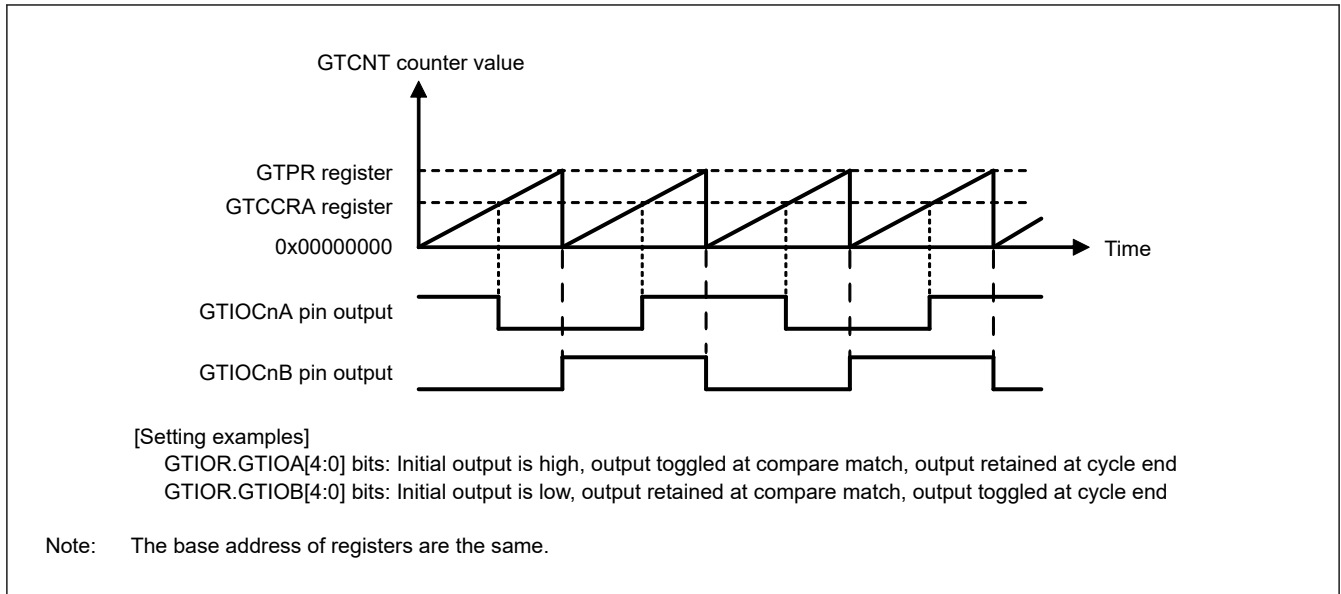 GTCNT counter value
GTPR register
GTCCRA register
0x00000000
Time
GTIOCnA pin output
GTIOCnB pin output
[Setting examples]
GTIOR.GTIOA[4:0] bits: Initial output is high, output toggled at compare match, output retained at cycle end
GTIOR.GTIOB[4:0] bits: Initial output is low, output retained at compare match, output toggled at cycle end
Note: The base address of registers are the same.